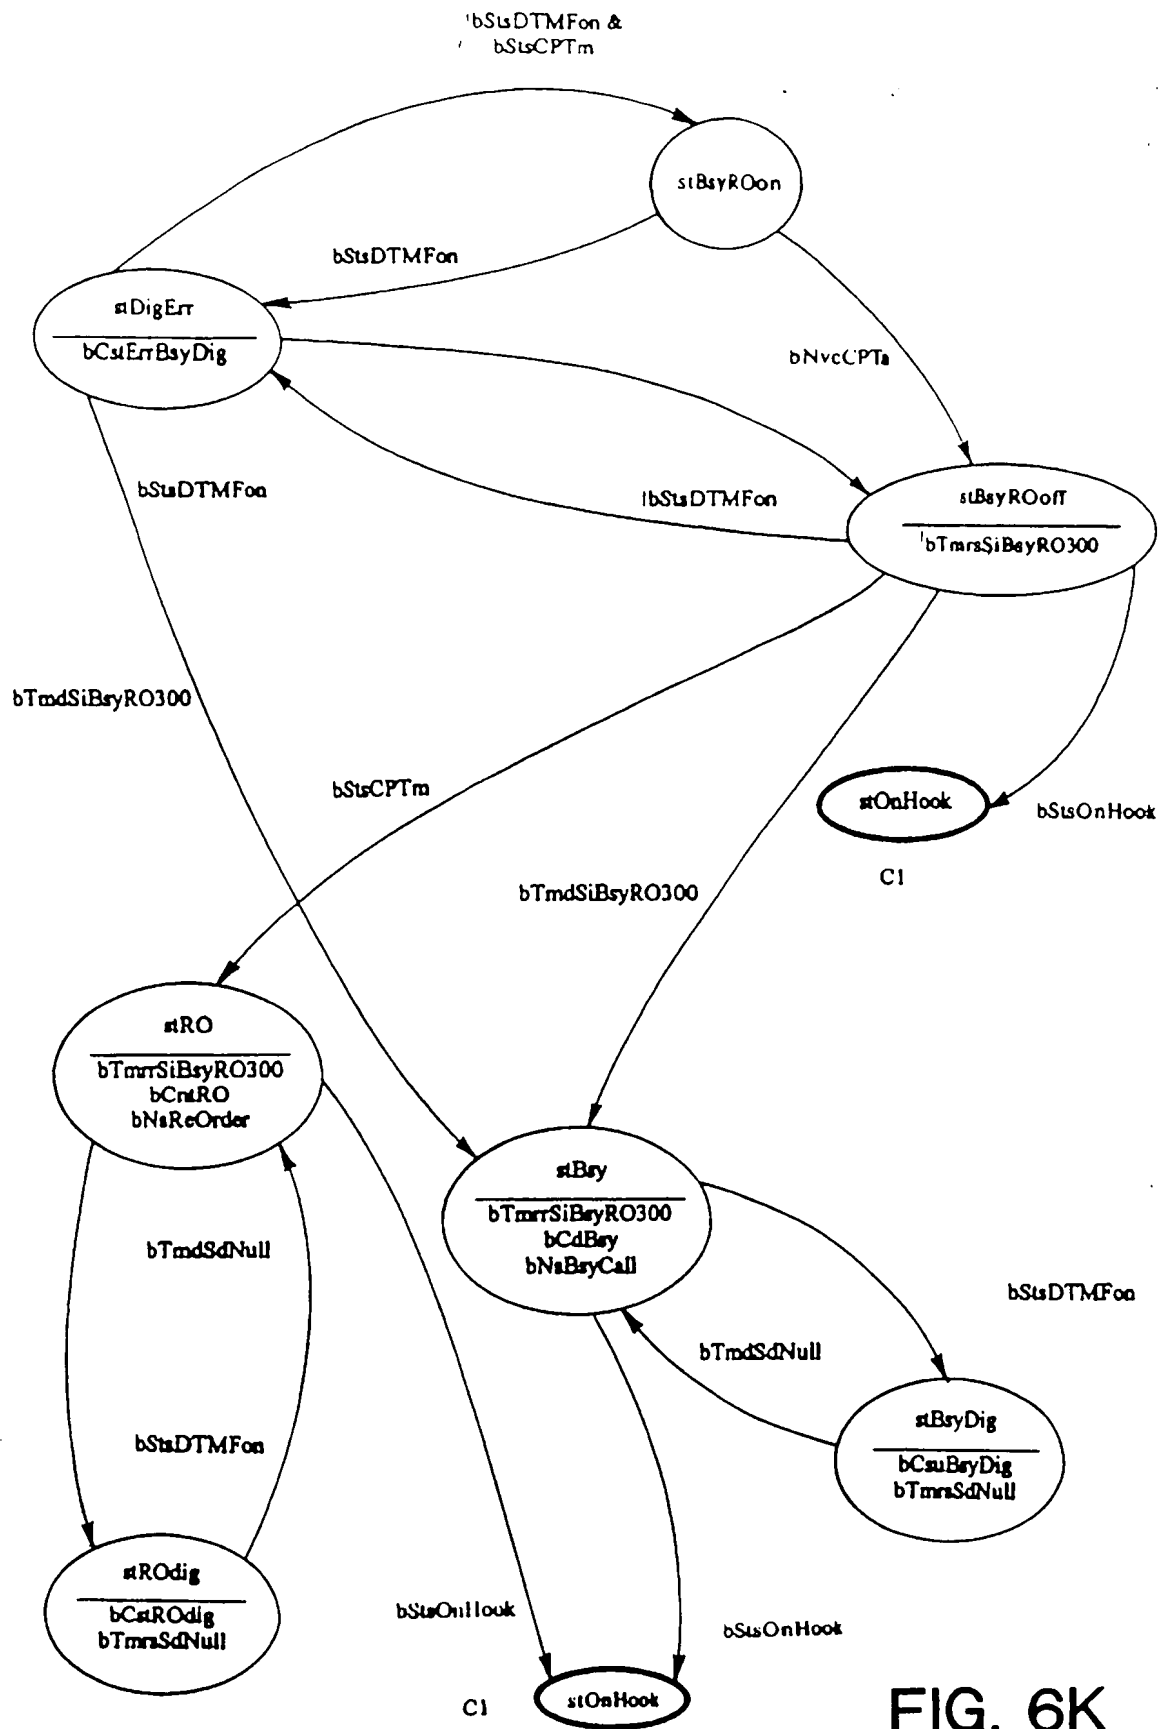 !bStsDTMFon &
bStsCPTm
stBsyROon
bStsDTMFon
stDigErr
bCstErrBsyDig
bNvcCPTa
bStsDTMFon
!bStsDTMFon
stBsyROoff
!bTmrsSiBsyRO300
bTmdSiBsyRO300
bStsCPTm
stOnHook
bStsOnHook
C1
bTmdSiBsyRO300
stRO
bTmrrSiBsyRO300
bCntRO
bNsReOrder
stBsy
bTmrrSiBsyRO300
bCdBsy
bNsBsyCall
bTmdSdNull
bStsDTMFon
bTmdSdNull
stBsyDig
bCsuBsyDig
bTmrsSdNull
bStsDTMFon
stROdig
bCstROdig
bTmrsSdNull
bStsOnHook
bStsOnHook
C1
stOnHook
FIG. 6K